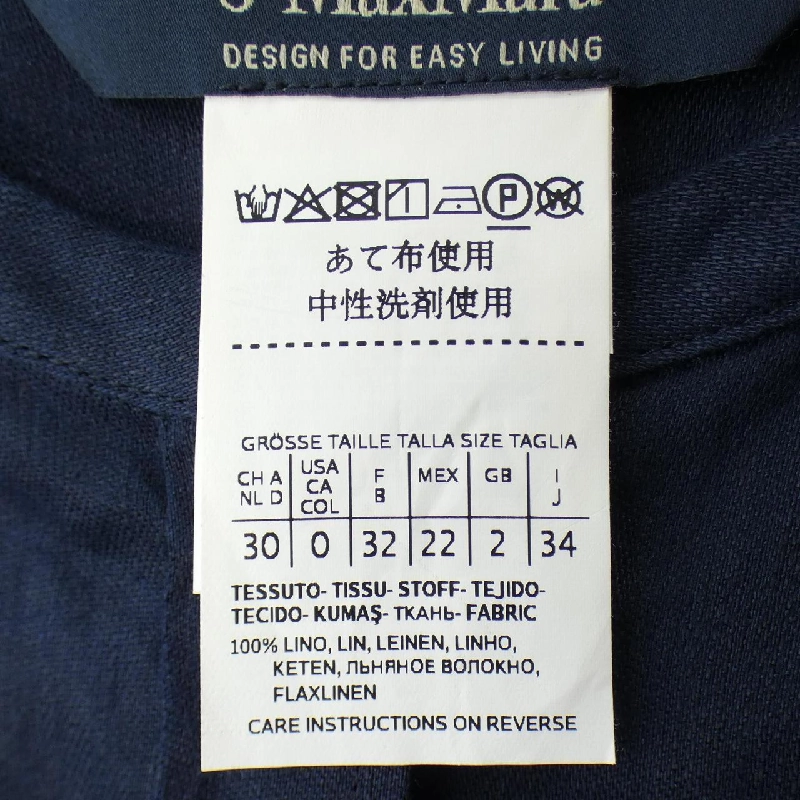 S MaxMara
DESIGN FOR EASY LIVING
P W
あて布使用
中性洗剤使用
GRÖSSE TAILLE TALLA SIZE TAGLIA
CH A NL D USA CA COL F B MEX GB I J
30 0 32 22 2 34
TESSUTO- TISSU- STOFF- TEJIDO-
TECIDO- KUMAŞ- ТКАНЬ- FABRIC
100% LINO, LIN, LEINEN, LINHO,
KETEN, ЛЬНЯНОЕ ВОЛОКНО,
FLAXLINEN
CARE INSTRUCTIONS ON REVERSE